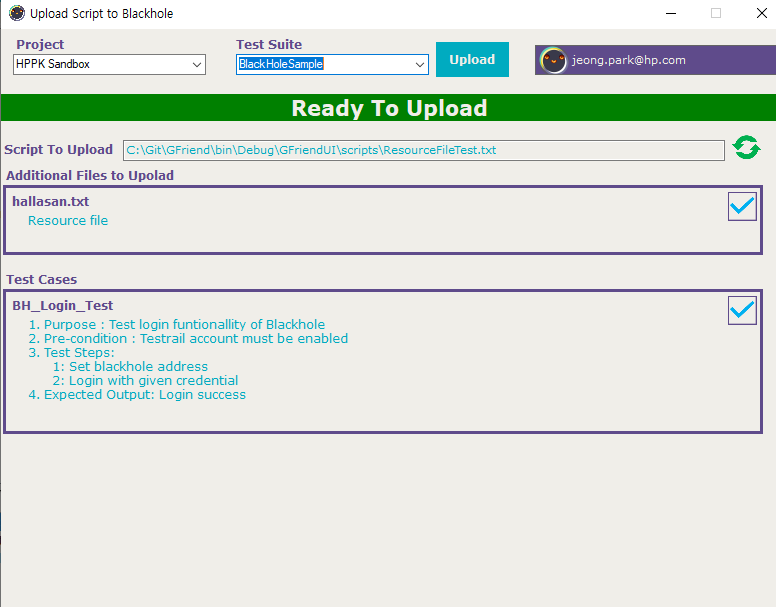 Upload Script to Blackhole
Project
Test Suite
HPPK Sandbox
BlackHoleSample
Upload
jeong.park@hp.com
Ready To Upload
Script To Upload
C:\Git\GFriend\bin\Debug\GFriendUI\scripts\ResourceFileTest.txt
Additional Files to Upolad
hallasan.txt
Resource file
Test Cases
BH_Login_Test
1. Purpose : Test login funtionallity of Blackhole
2. Pre-condition : Testrail account must be enabled
3. Test Steps:
1: Set blackhole address
2: Login with given credential
4. Expected Output: Login success